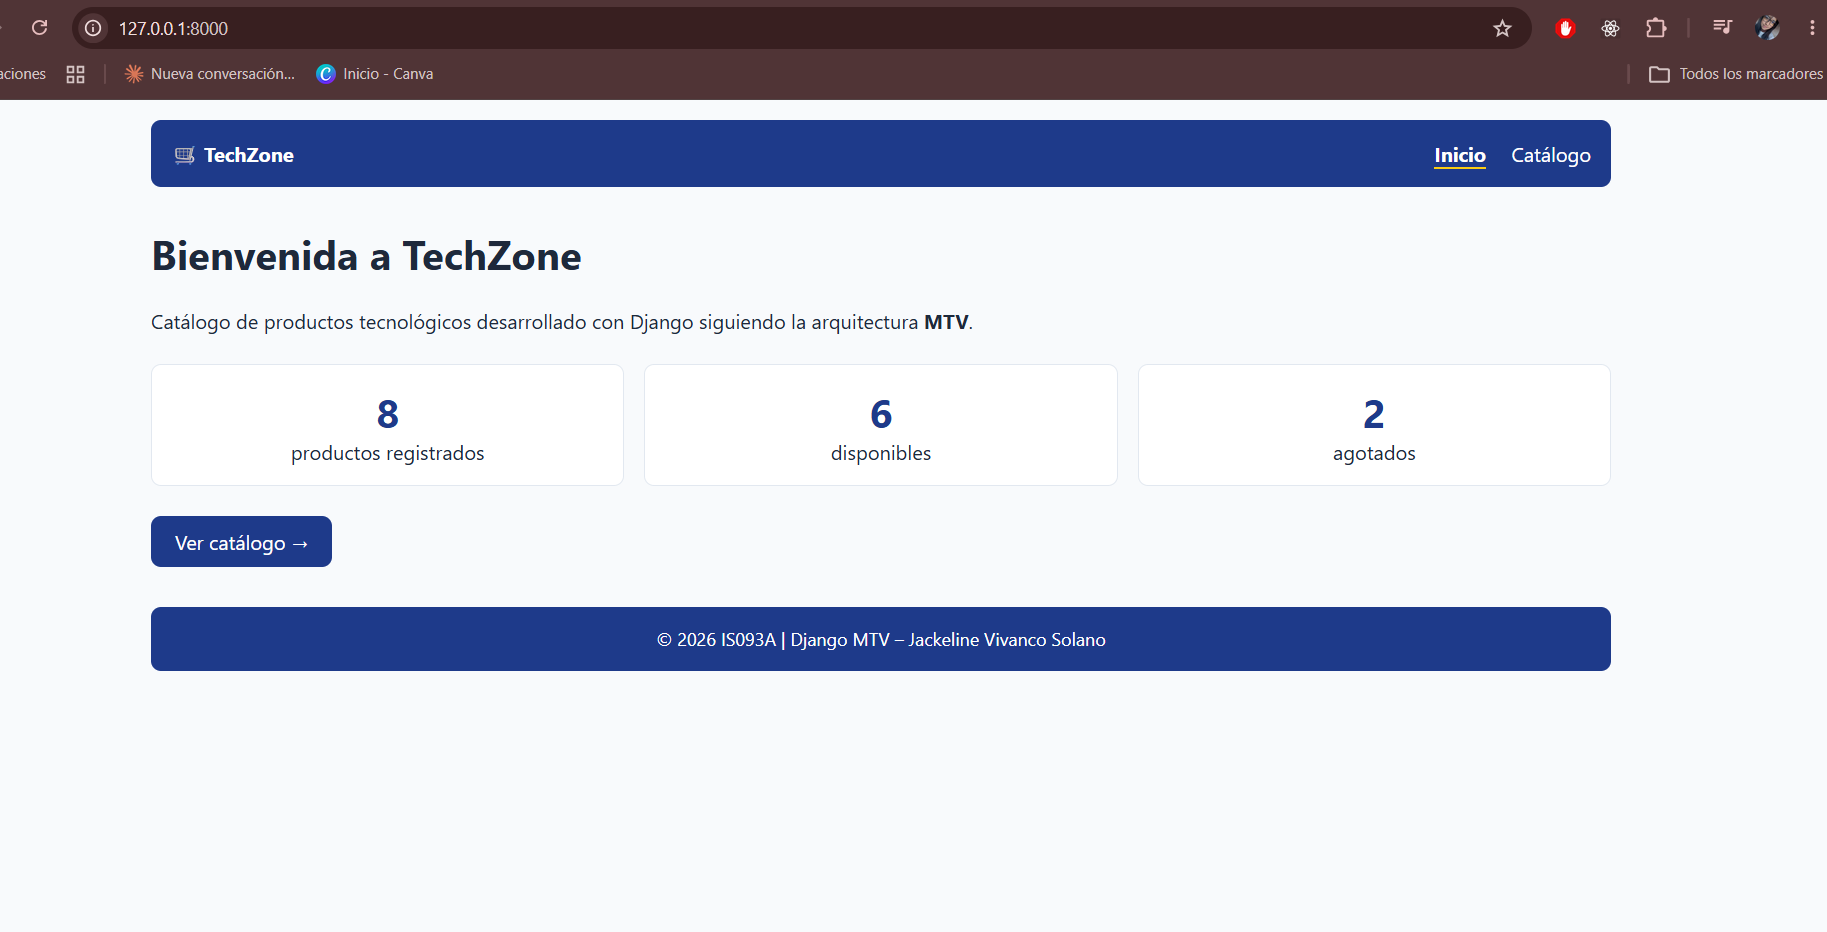 127.0.0.1:8000
aciones
Nueva conversación...
Inicio - Canva
Todos los marcadores
TechZone
Inicio
Catálogo
Bienvenida a TechZone
Catálogo de productos tecnológicos desarrollado con Django siguiendo la arquitectura MTV.
8
productos registrados
6
disponibles
2
agotados
Ver catálogo →
© 2026 IS093A | Django MTV – Jackeline Vivanco Solano